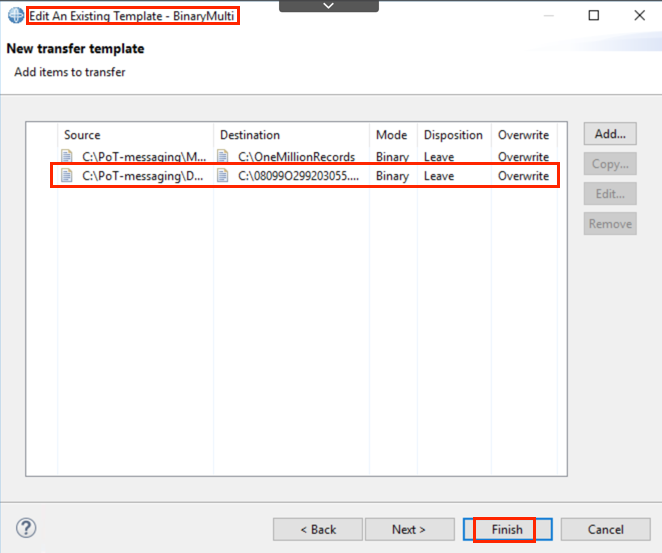 Edit An Existing Template - BinaryMulti
New transfer template
Add items to transfer
Source Destination Mode Disposition Overwrite
C:\PoT-messaging\M... C:\OneMillionRecords Binary Leave Overwrite
C:\PoT-messaging\D... C:\08099O299203055.... Binary Leave Overwrite
Add...
Copy...
Edit...
Remove
? < Back Next > Finish Cancel